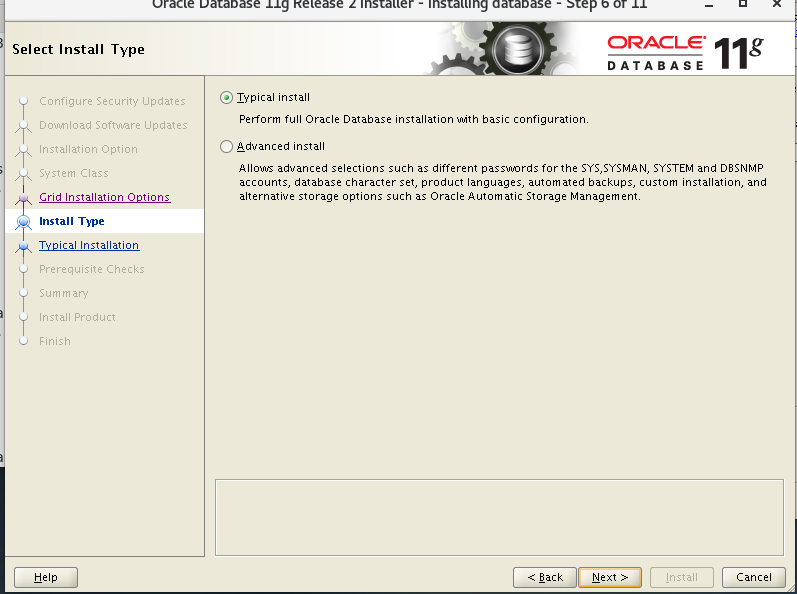 Oracle Database 11g Release 2 Installer - Installing database - Step 6 of 11
Select Install Type
ORACLE
DATABASE
11g
Configure Security Updates
Download Software Updates
Installation Option
System Class
Grid Installation Options
Install Type
Typical Installation
Prerequisite Checks
Summary
Install Product
Finish
Typical install
Perform full Oracle Database installation with basic configuration.
Advanced install
Allows advanced selections such as different passwords for the SYS,SYSMAN, SYSTEM and DBSNMP
accounts, database character set, product languages, automated backups, custom installation, and
alternative storage options such as Oracle Automatic Storage Management.
Help
< Back
Next >
Install
Cancel